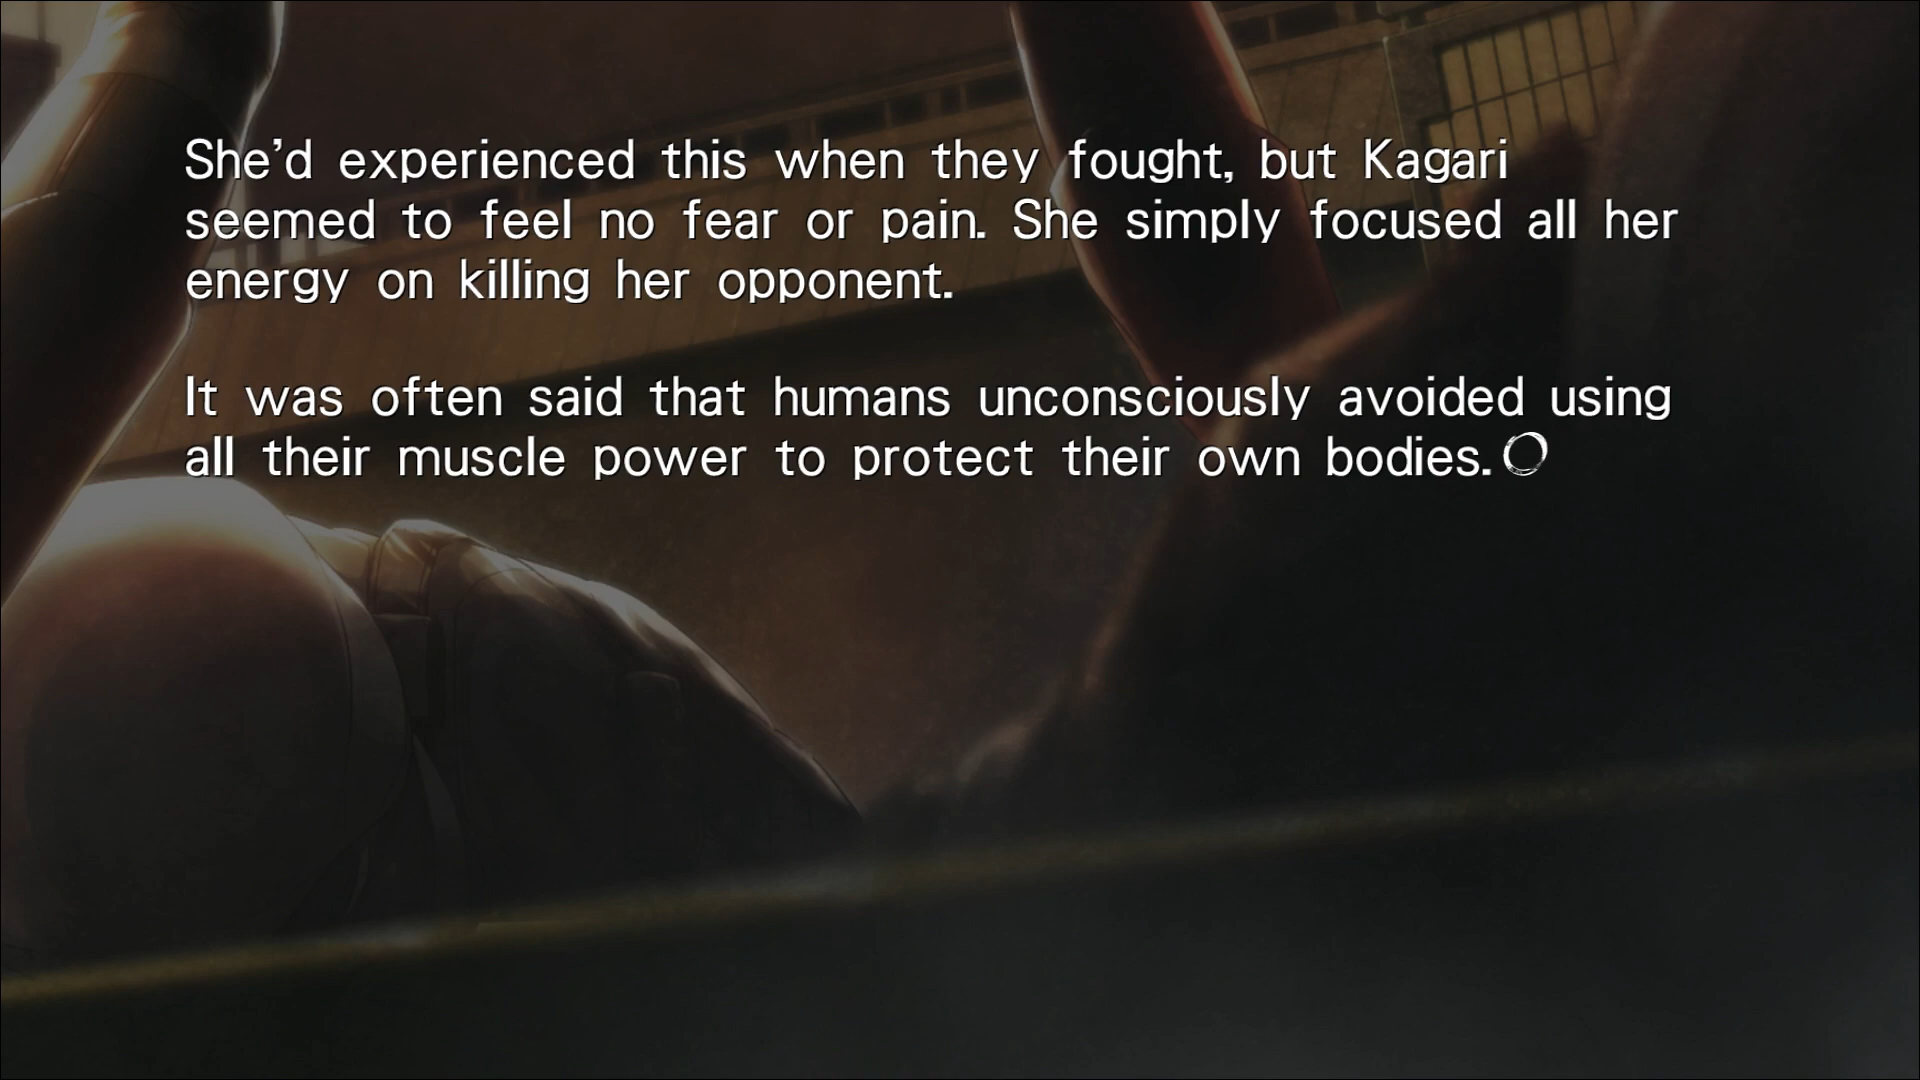 She’d experienced this when they fought, but Kagari
seemed to feel no fear or pain. She simply focused all her
energy on killing her opponent.
It was often said that humans unconsciously avoided using
all their muscle power to protect their own bodies.